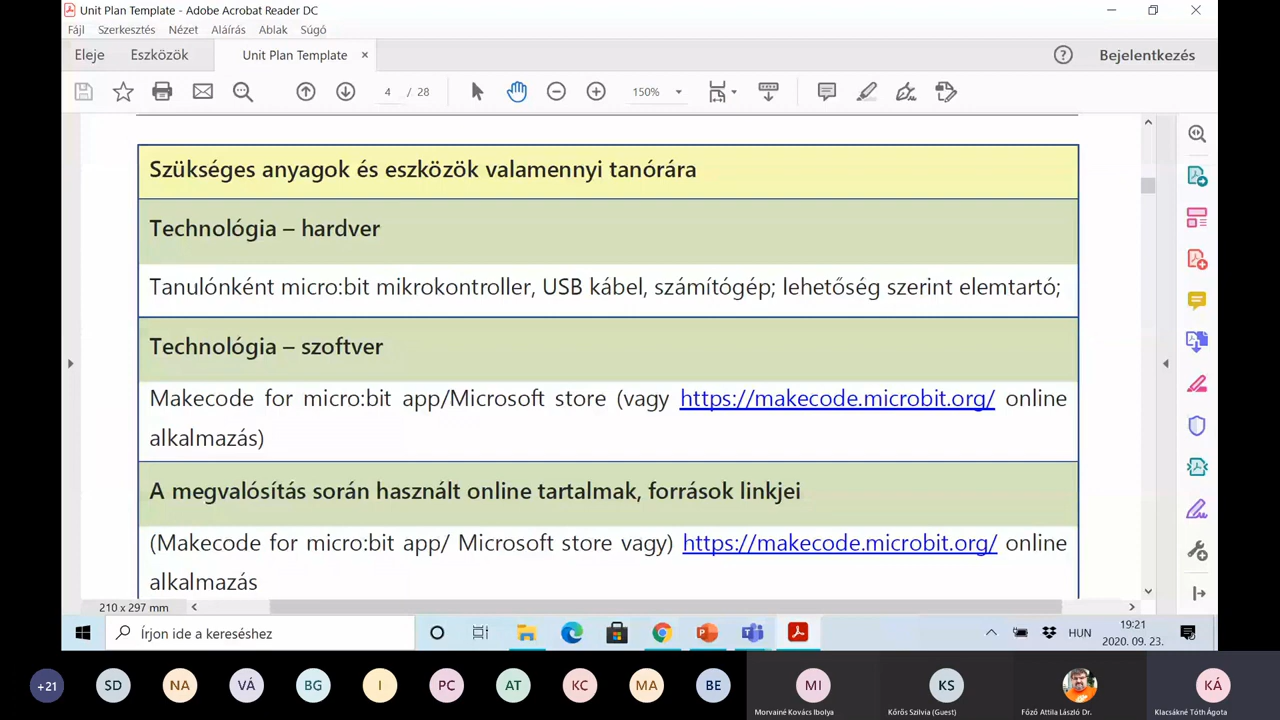 Unit Plan Template - Adobe Acrobat Reader DC
Fájl Szerkesztés Nézet Aláírás Ablak Súgó
Eleje Eszközök Unit Plan Template × Bejelentkezés
4 / 28 150%
Szükséges anyagok és eszközök valamennyi tanórára
Technológia – hardver
Tanulónként micro:bit mikrokontroller, USB kábel, számítógép; lehetőség szerint elemtartó;
Technológia – szoftver
Makecode for micro:bit app/Microsoft store (vagy https://makecode.microbit.org/ online
alkalmazás)
A megvalósítás során használt online tartalmak, források linkjei
(Makecode for micro:bit app/ Microsoft store vagy) https://makecode.microbit.org/ online
alkalmazás
210 x 297 mm
Írjon ide a kereséshez
HUN
19:21
2020. 09. 23.
+21 SD NA VÁ BG I PC AT KC MA BE MI KS KÁ
Morvainé Kovács Ibolya Kőrös Szilvia (Guest) Főző Attila László Dr. Klacsákné Tóth Ágota